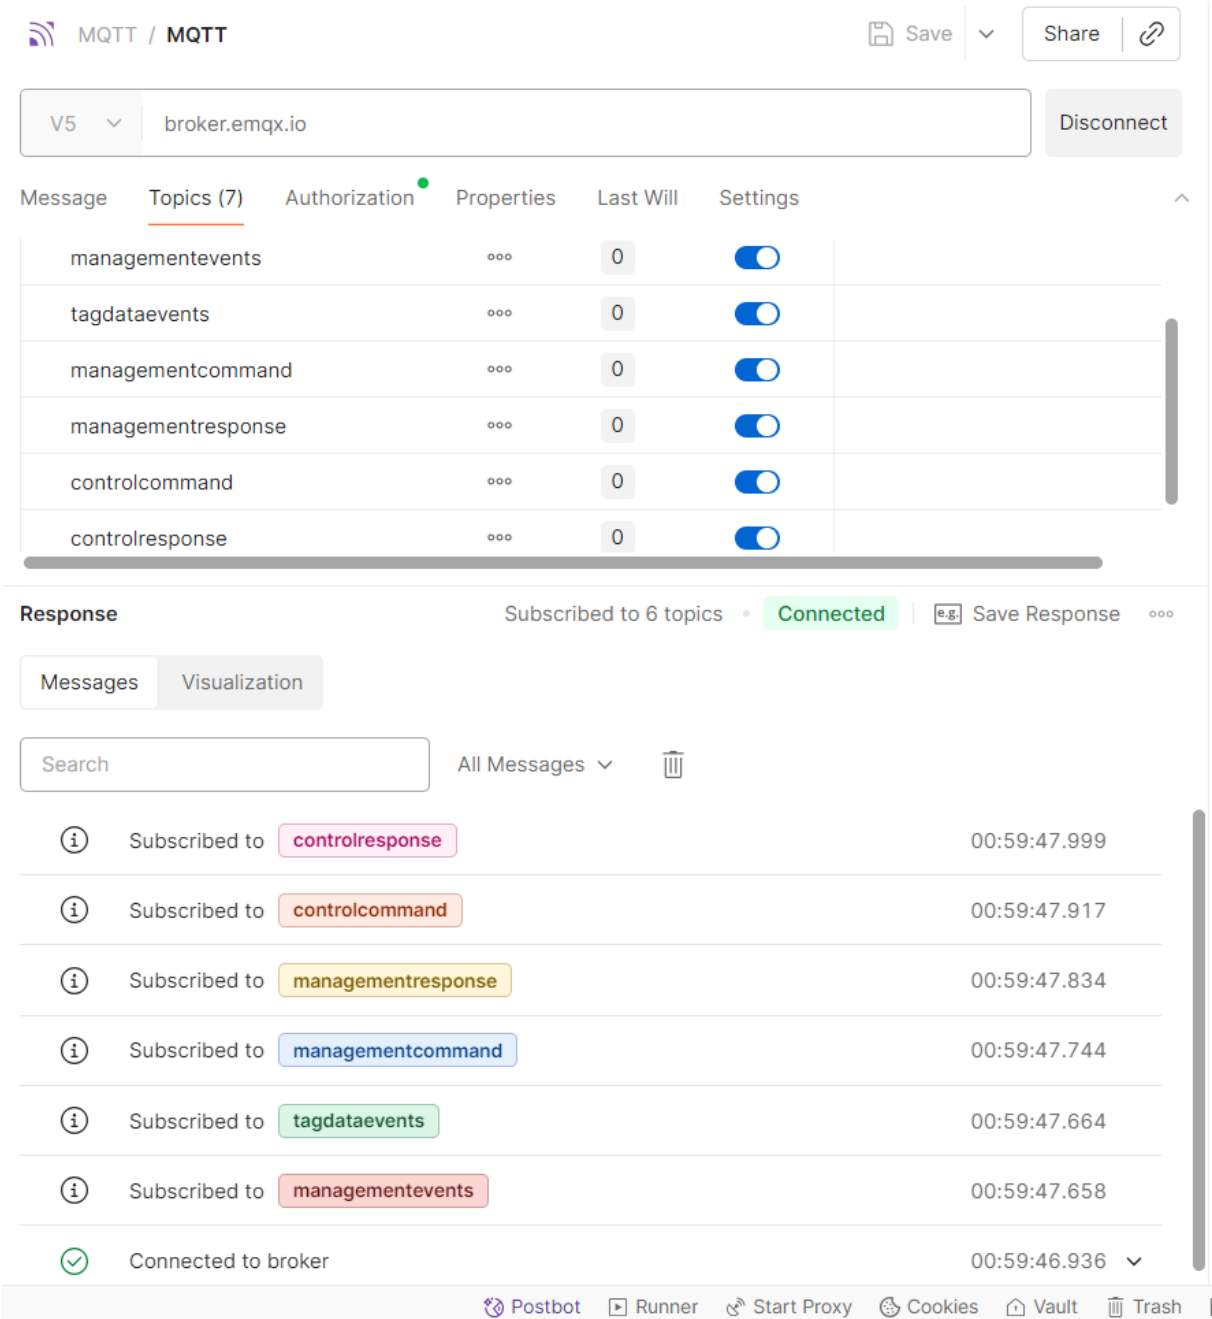 MQTT / MQTT Save Share
V5 broker.emqx.io Disconnect
Message Topics (7) Authorization Properties Last Will Settings
managementevents 0
tagdataevents 0
managementcommand 0
managementresponse 0
controlcommand 0
controlresponse 0
Response Subscribed to 6 topics Connected e.g. Save Response
Messages Visualization
Search All Messages
Subscribed to controlresponse 00:59:47.999
Subscribed to controlcommand 00:59:47.917
Subscribed to managementresponse 00:59:47.834
Subscribed to managementcommand 00:59:47.744
Subscribed to tagdataevents 00:59:47.664
Subscribed to managementevents 00:59:47.658
Connected to broker 00:59:46.936
Postbot Runner Start Proxy Cookies Vault Trash